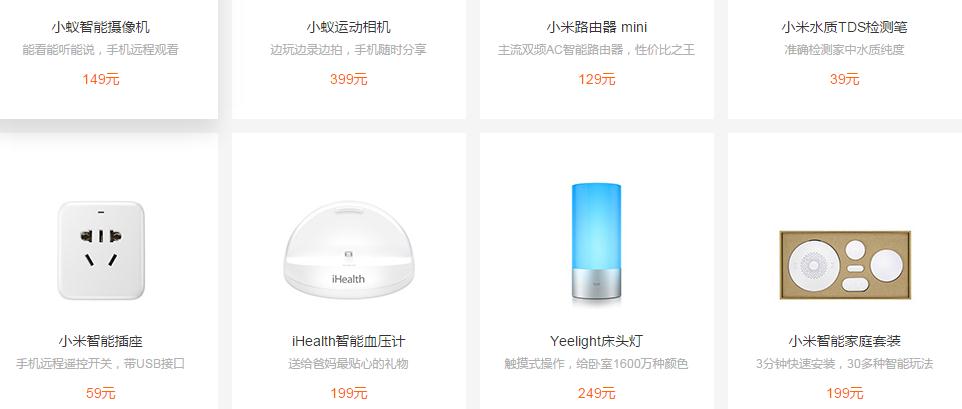 小蚁智能摄像机
能看能听能说，手机远程观看
149元
小蚁运动相机
边玩边录边拍，手机随时分享
399元
小米路由器 mini
主流双频AC智能路由器，性价比之王
129元
小米水质TDS检测笔
准确检测家中水质纯度
39元
小米智能插座
手机远程遥控开关，带USB接口
59元
iHealth
iHealth智能血压计
送给爸妈最贴心的礼物
199元
Yeelight床头灯
触摸式操作，给卧室1600万种颜色
249元
小米智能家庭套装
3分钟快速安装，30多种智能玩法
199元